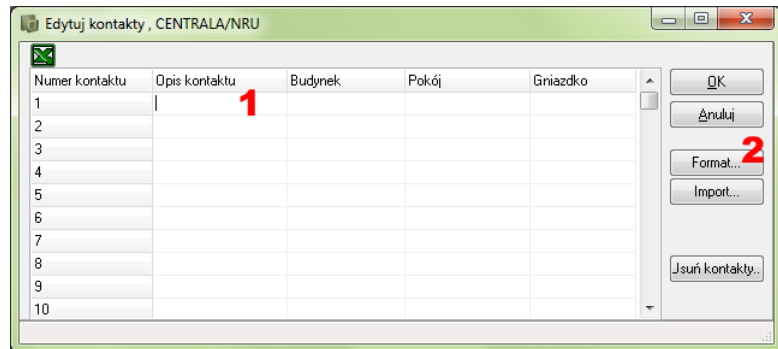 Edytuj kontakty , CENTRALA/NRU
Numer kontaktu Opis kontaktu Budynek Pokój Gniazdko
1
2
3
4
5
6
7
8
9
10
1
OK
Anuluj
2
Format...
Import...
Jsuń kontakty..